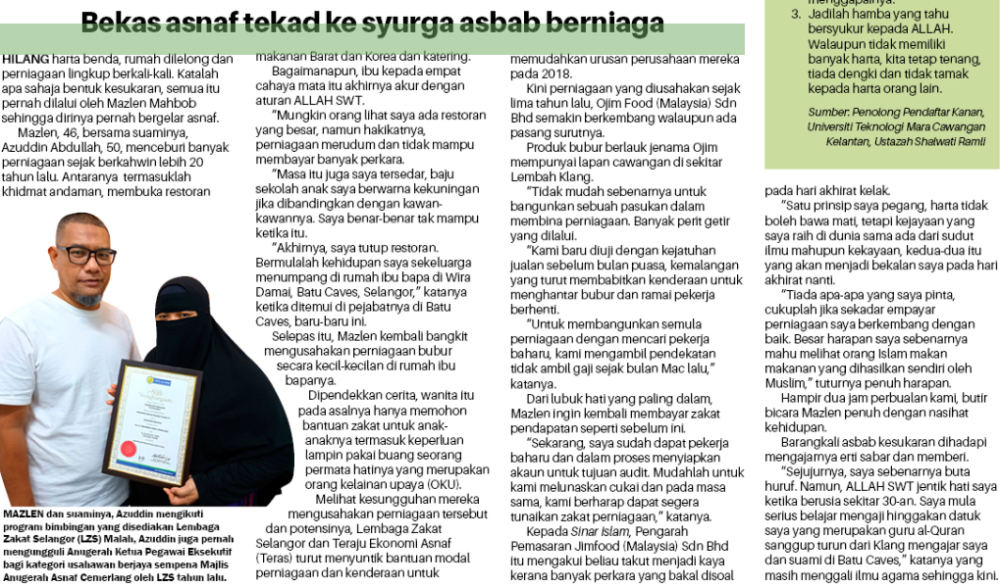 Bekas asnaf tekad ke syurga asbab berniaga
HILANG harta benda, rumah dilelong dan
perniagaan lingkup berkali-kali. Katalah
apa sahaja bentuk kesukaran, semua itu
pernah dilalui oleh Mazlen Mahbob
sehingga dirinya pernah bergelar asnaf.
Mazlen, 46, bersama suaminya,
Azuddin Abdullah, 50, menceburi banyak
perniagaan sejak berkahwin lebih 20
tahun lalu. Antaranya termasuklah
khidmat andaman, membuka restoran
MAZLEN dan suaminya, Azuddin mengikuti
program bimbingan yang disediakan Lembaga
Zakat Selangor (LZS) Malah, Azuddin juga pernah
mengungguli Anugerah Ketua Pegawai Eksekutif
bagi kategori usahawan berjaya sempena Majlis
Anugerah Asnaf Cemerlang oleh LZS tahun lalu.
makanan Barat dan Korea dan katering.
Bagaimanapun, ibu kepada empat
cahaya mata itu akhirnya akur dengan
aturan ALLAH SWT.
“Mungkin orang lihat saya ada restoran
yang besar, namun hakikatnya,
perniagaan merudum dan tidak mampu
membayar banyak perkara.
“Masa itu juga saya tersedar, baju
sekolah anak saya berwarna kekuningan
jika dibandingkan dengan kawan-
kawannya. Saya benar-benar tak mampu
ketika itu.
“Akhirnya, saya tutup restoran.
Bermulalah kehidupan saya sekeluarga
menumpang di rumah ibu bapa di Wira
Damai, Batu Caves, Selangor,” katanya
ketika ditemui di pejabatnya di Batu
Caves, baru-baru ini.
Selepas itu, Mazlen kembali bangkit
mengusahakan perniagaan bubur
secara kecil-kecilan di rumah ibu
bapanya.
Dipendekkan cerita, wanita itu
pada asalnya hanya memohon
bantuan zakat untuk anak-
anaknya termasuk keperluan
lampin pakai buang seorang
permata hatinya yang merupakan
orang kelainan upaya (OKU).
Melihat kesungguhan mereka
mengusahakan perniagaan tersebut
dan potensinya, Lembaga Zakat
Selangor dan Teraju Ekonomi Asnaf
(Teras) turut menyuntik bantuan modal
perniagaan dan kenderaan untuk
memudahkan urusan perusahaan mereka
pada 2018.
Kini perniagaan yang diusahakan sejak
lima tahun lalu, Ojim Food (Malaysia) Sdn
Bhd semakin berkembang walaupun ada
pasang surutnya.
Produk bubur berlauk jenama Ojim
mempunyai lapan cawangan di sekitar
Lembah Klang.
“Tidak mudah sebenarnya untuk
bangunkan sebuah pasukan dalam
membina perniagaan. Banyak perit getir
yang dilalui.
“Kami baru diuji dengan kejatuhan
jualan sebelum bulan puasa, kemalangan
yang turut membabitkan kenderaan untuk
menghantar bubur dan ramai pekerja
berhenti.
“Untuk membangunkan semula
perniagaan dengan mencari pekerja
baharu, kami mengambil pendekatan
tidak ambil gaji sejak bulan Mac lalu,”
katanya.
Dari lubuk hati yang paling dalam,
Mazlen ingin kembali membayar zakat
pendapatan seperti sebelum ini.
“Sekarang, saya sudah dapat pekerja
baharu dan dalam proses menyiapkan
akaun untuk tujuan audit. Mudahlah untuk
kami melunaskan cukai dan pada masa
sama, kami berharap dapat segera
tunaikan zakat perniagaan,” katanya.
Kepada Sinar Islam, Pengarah
Pemasaran Jimfood (Malaysia) Sdn Bhd
itu mengakui beliau takut menjadi kaya
kerana banyak perkara yang bakal disoal
menggapainya.
3. Jadilah hamba yang tahu
bersyukur kepada ALLAH.
Walaupun tidak memiliki
banyak harta, kita tetap tenang,
tiada dengki dan tidak tamak
kepada harta orang lain.
Sumber: Penolong Pendaftar Kanan,
Universiti Teknologi Mara Cawangan
Kelantan, Ustazah Shalwati Ramli
pada hari akhirat kelak.
“Satu prinsip saya pegang, harta tidak
boleh bawa mati, tetapi kejayaan yang
saya raih di dunia sama ada dari sudut
ilmu mahupun kekayaan, kedua-dua itu
yang akan menjadi bekalan saya pada hari
akhirat nanti.
“Tiada apa-apa yang saya pinta,
cukuplah jika sekadar empayar
perniagaan saya berkembang dengan
baik. Besar harapan saya sebenarnya
mahu melihat orang Islam makan
makanan yang dihasilkan sendiri oleh
Muslim,” tuturnya penuh harapan.
Hampir dua jam perbualan kami, butir
bicara Mazlen penuh dengan nasihat
kehidupan.
Barangkali asbab kesukaran dihadapi
mengajarnya erti sabar dan memberi.
“Sejujurnya, saya sebenarnya buta
huruf. Namun, ALLAH SWT jentik hati saya
ketika berusia sekitar 30-an. Saya mula
serius belajar mengaji hinggakan datuk
saya yang merupakan guru al-Quran
sanggup turun dari Klang mengajar saya
dan suami di Batu Caves,” katanya yang
masih menggali ilmu agama sehingga kini.